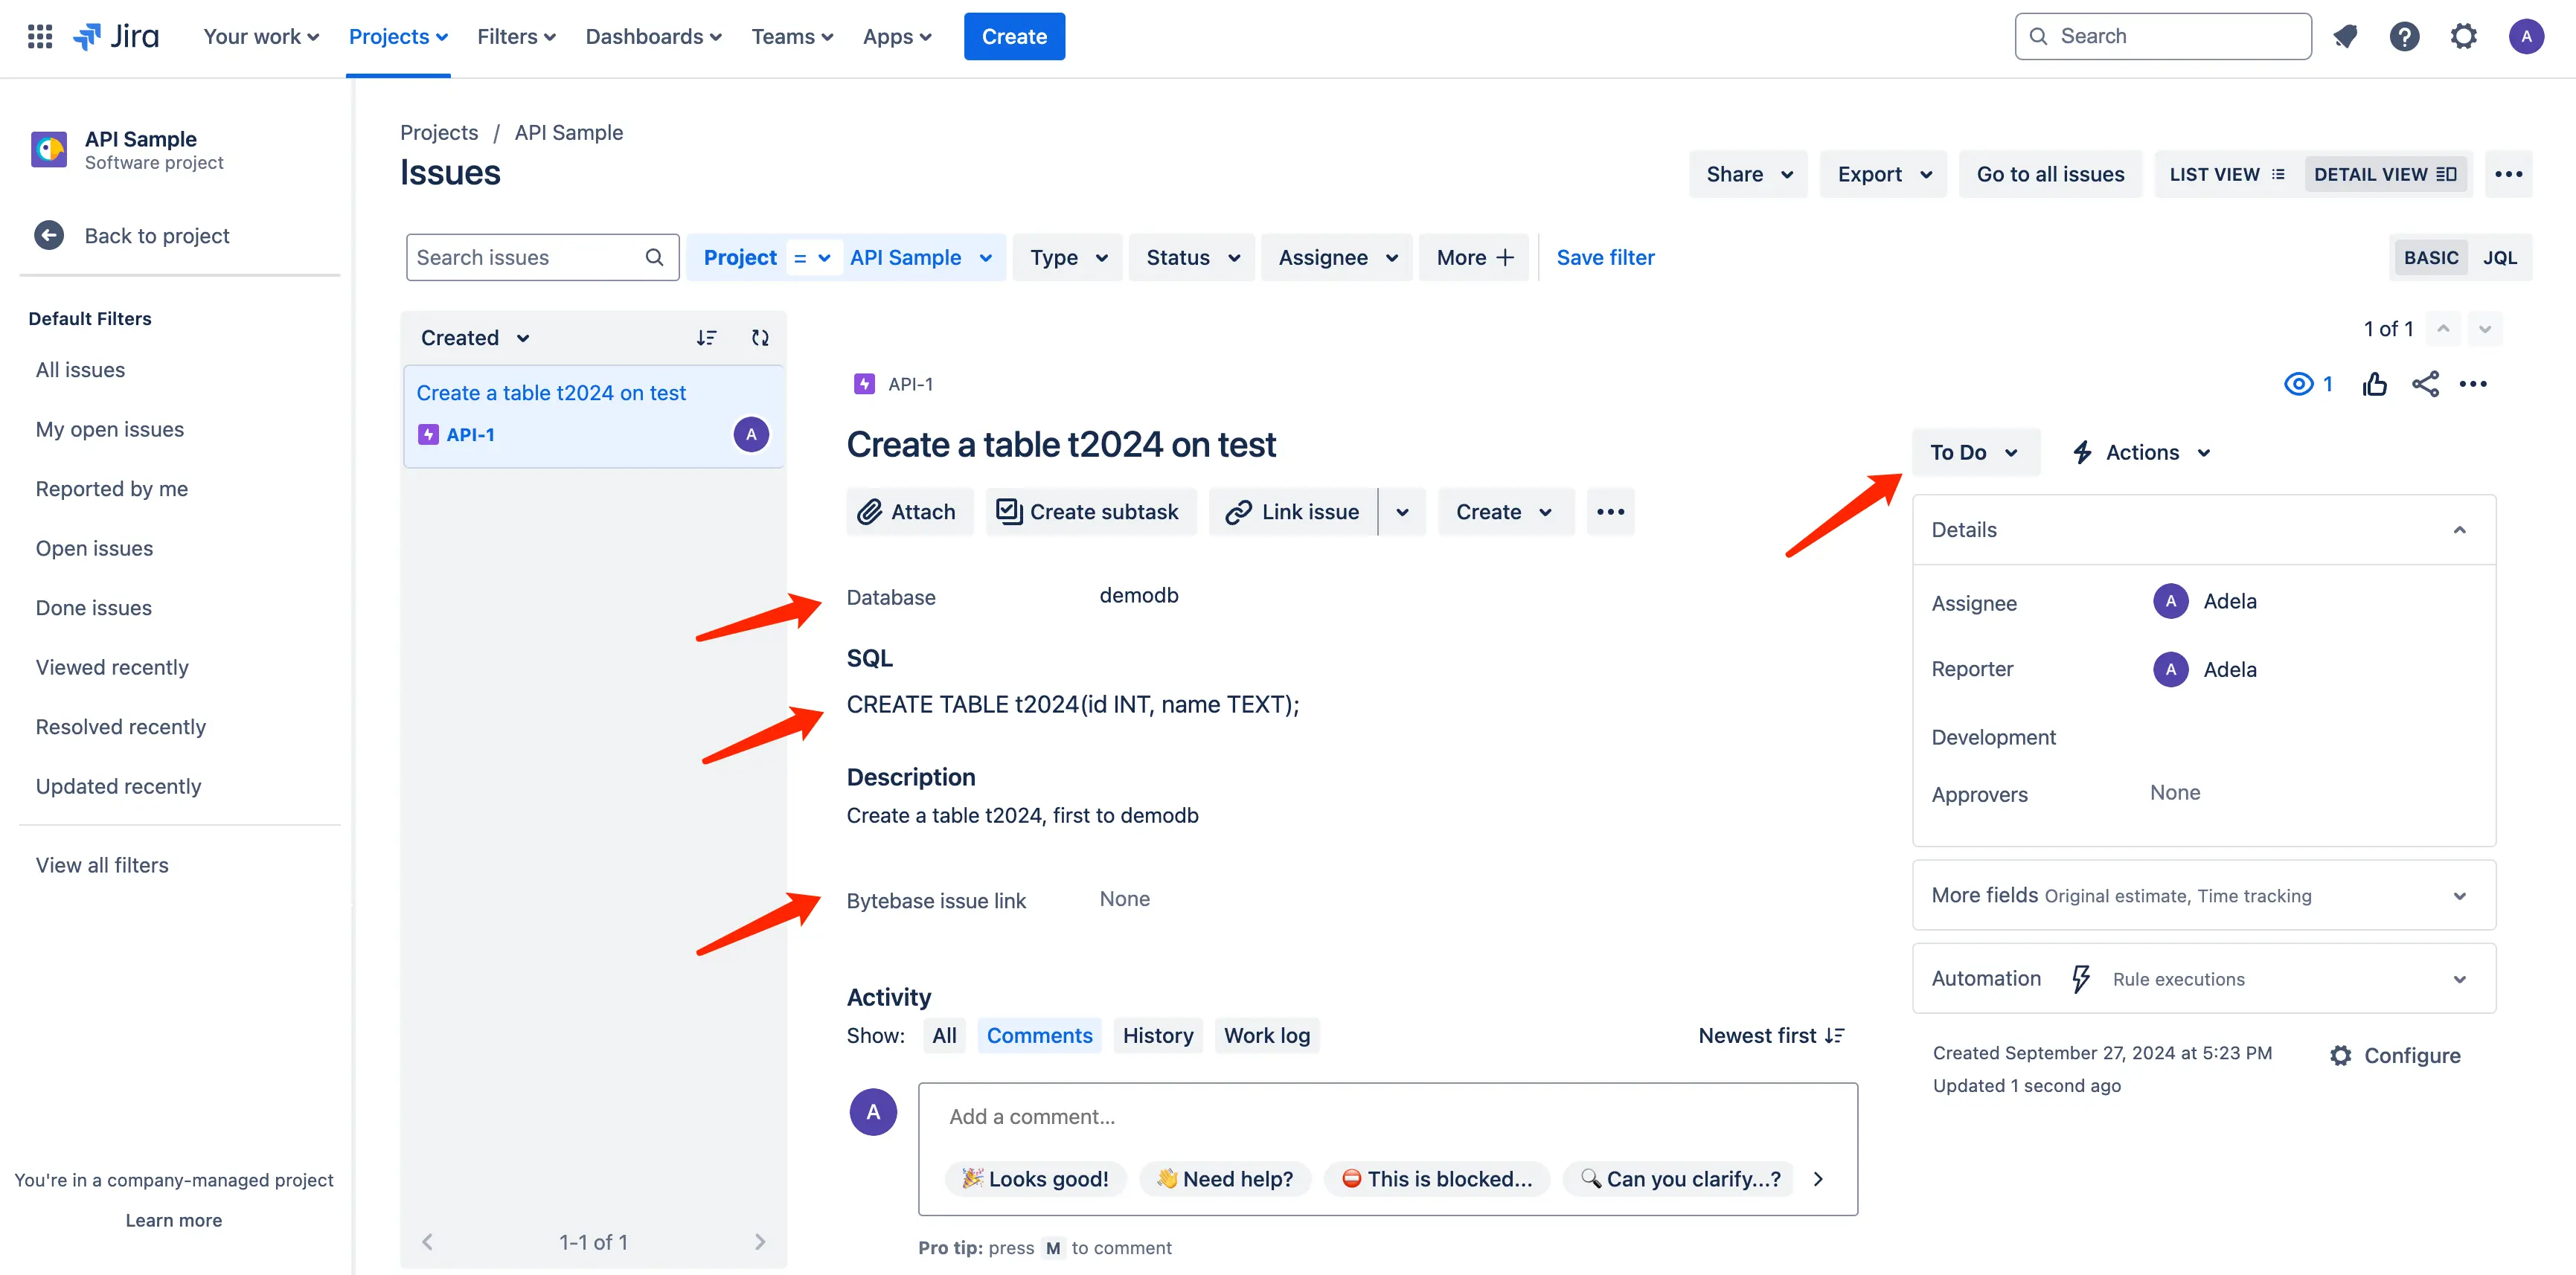 Jira Your work Projects Filters Dashboards Teams Apps Create Search A
API Sample
Software project
Back to project
Default Filters
All issues
My open issues
Reported by me
Open issues
Done issues
Viewed recently
Resolved recently
Updated recently
View all filters
You're in a company-managed project
Learn more
Projects / API Sample
Issues
Share Export Go to all issues LIST VIEW DETAIL VIEW
Search issues Project = API Sample Type Status Assignee More + Save filter BASIC JQL
Created
Create a table t2024 on test
API-1 A
1-1 of 1
1 of 1
API-1
1
Create a table t2024 on test
Attach Create subtask Link issue Create
Database demodb
SQL
CREATE TABLE t2024(id INT, name TEXT);
Description
Create a table t2024, first to demodb
Bytebase issue link None
Activity
Show: All Comments History Work log Newest first
A Add a comment...
🎉 Looks good! 👋 Need help? ⛔ This is blocked... 🔍 Can you clarify...?
Pro tip: press M to comment
To Do Actions
Details
Assignee A Adela
Reporter A Adela
Development
Approvers None
More fields Original estimate, Time tracking
Automation Rule executions
Created September 27, 2024 at 5:23 PM Configure
Updated 1 second ago